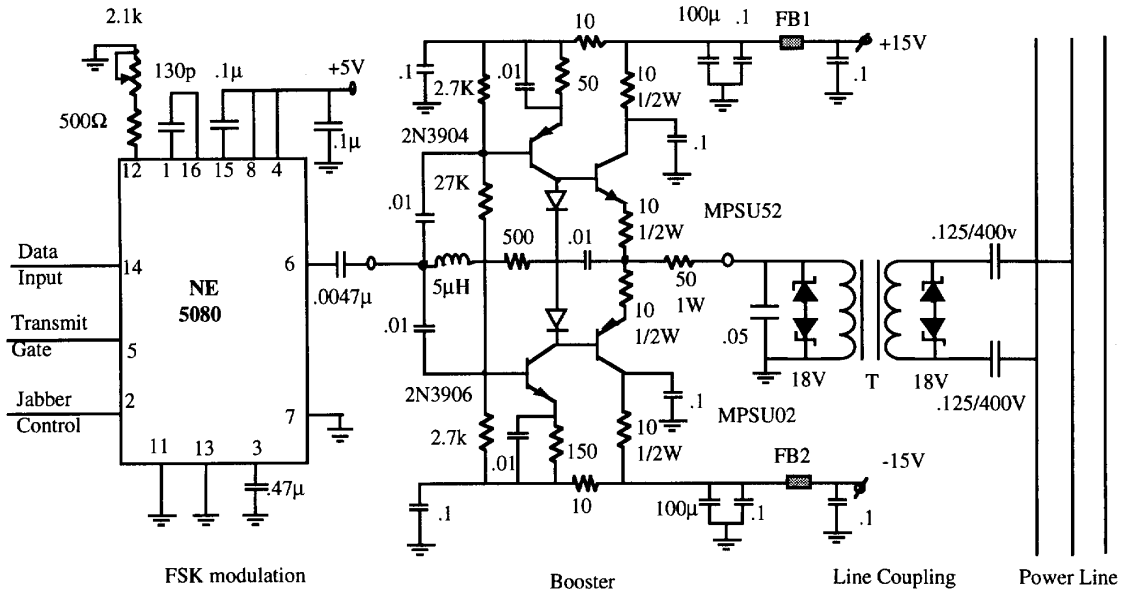 2.1k
500Ω
130p
.1μ
+5V
.1μ
12
1
16
15
8
4
Data
Input
14
NE
5080
6
Transmit
Gate
5
Jabber
Control
2
7
11
13
3
.47μ
.0047μ
FSK modulation
10
100μ
.1
FB1
+15V
.1
.1
2.7K
.01
50
10
1/2W
.1
2N3904
.01
27K
10
1/2W
MPSU52
500
.01
5μH
50
1W
.01
10
1/2W
2N3906
.1
MPSU02
2.7k
.01
150
10
1/2W
FB2
-15V
.1
10
100μ
.1
.1
Booster
.05
18V
T
18V
.125/400v
.125/400V
Line Coupling
Power Line